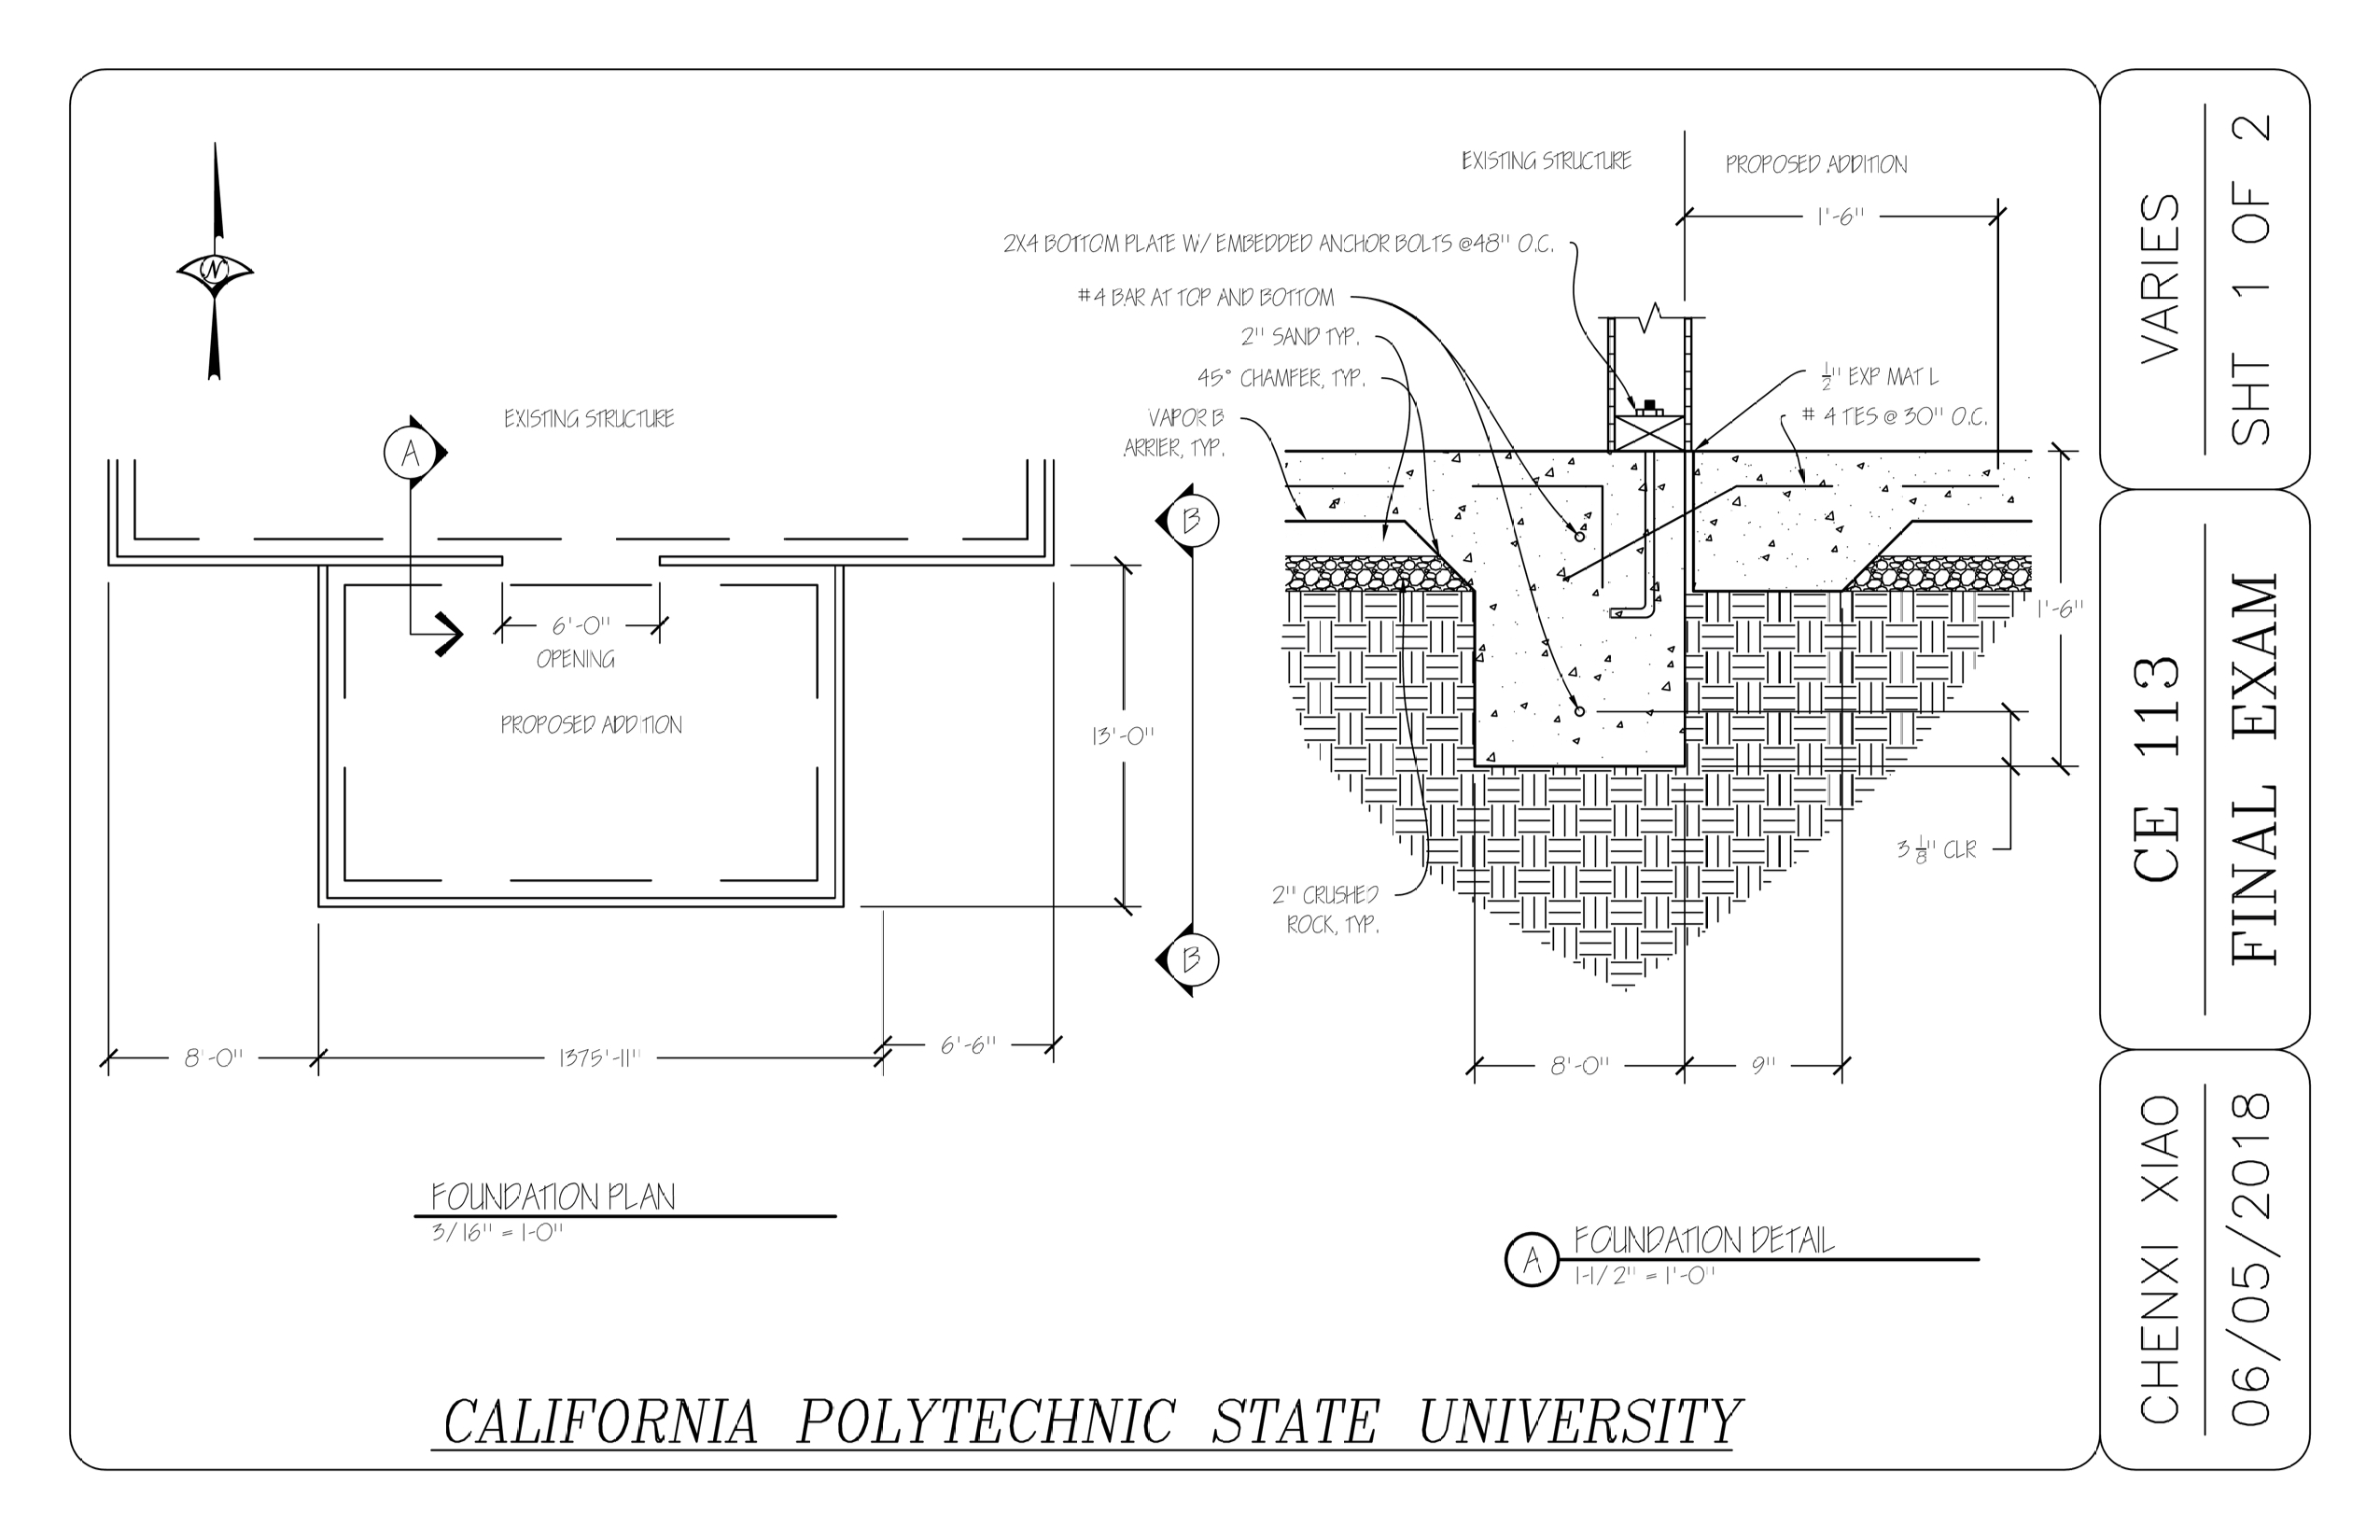 N
EXISTING STRUCTURE
A
6'-0"
OPENING
PROPOSED ADDITION
13'-0"
B
B
8'-0"
1375'-11"
6'-6"
FOUNDATION PLAN
3/16" = 1-0"
EXISTING STRUCTURE
PROPOSED ADDITION
1'-6"
2X4 BOTTOM PLATE W/ EMBEDDED ANCHOR BOLTS @48" O.C.
#4 BAR AT TOP AND BOTTOM
2" SAND TYP.
45° CHAMFER, TYP.
VAPOR B
ARRIER, TYP.
1/2" EXP MAT L
# 4 TES @ 30" O.C.
1'-6"
3 1/8" CLR
2" CRUSHED
ROCK, TYP.
8'-0"
9"
A
FOUNDATION DETAIL
1-1/2" = 1'-0"
CALIFORNIA POLYTECHNIC STATE UNIVERSITY
VARIES
SHT 1 OF 2
CE 113
FINAL EXAM
CHENXI XIAO
06/05/2018